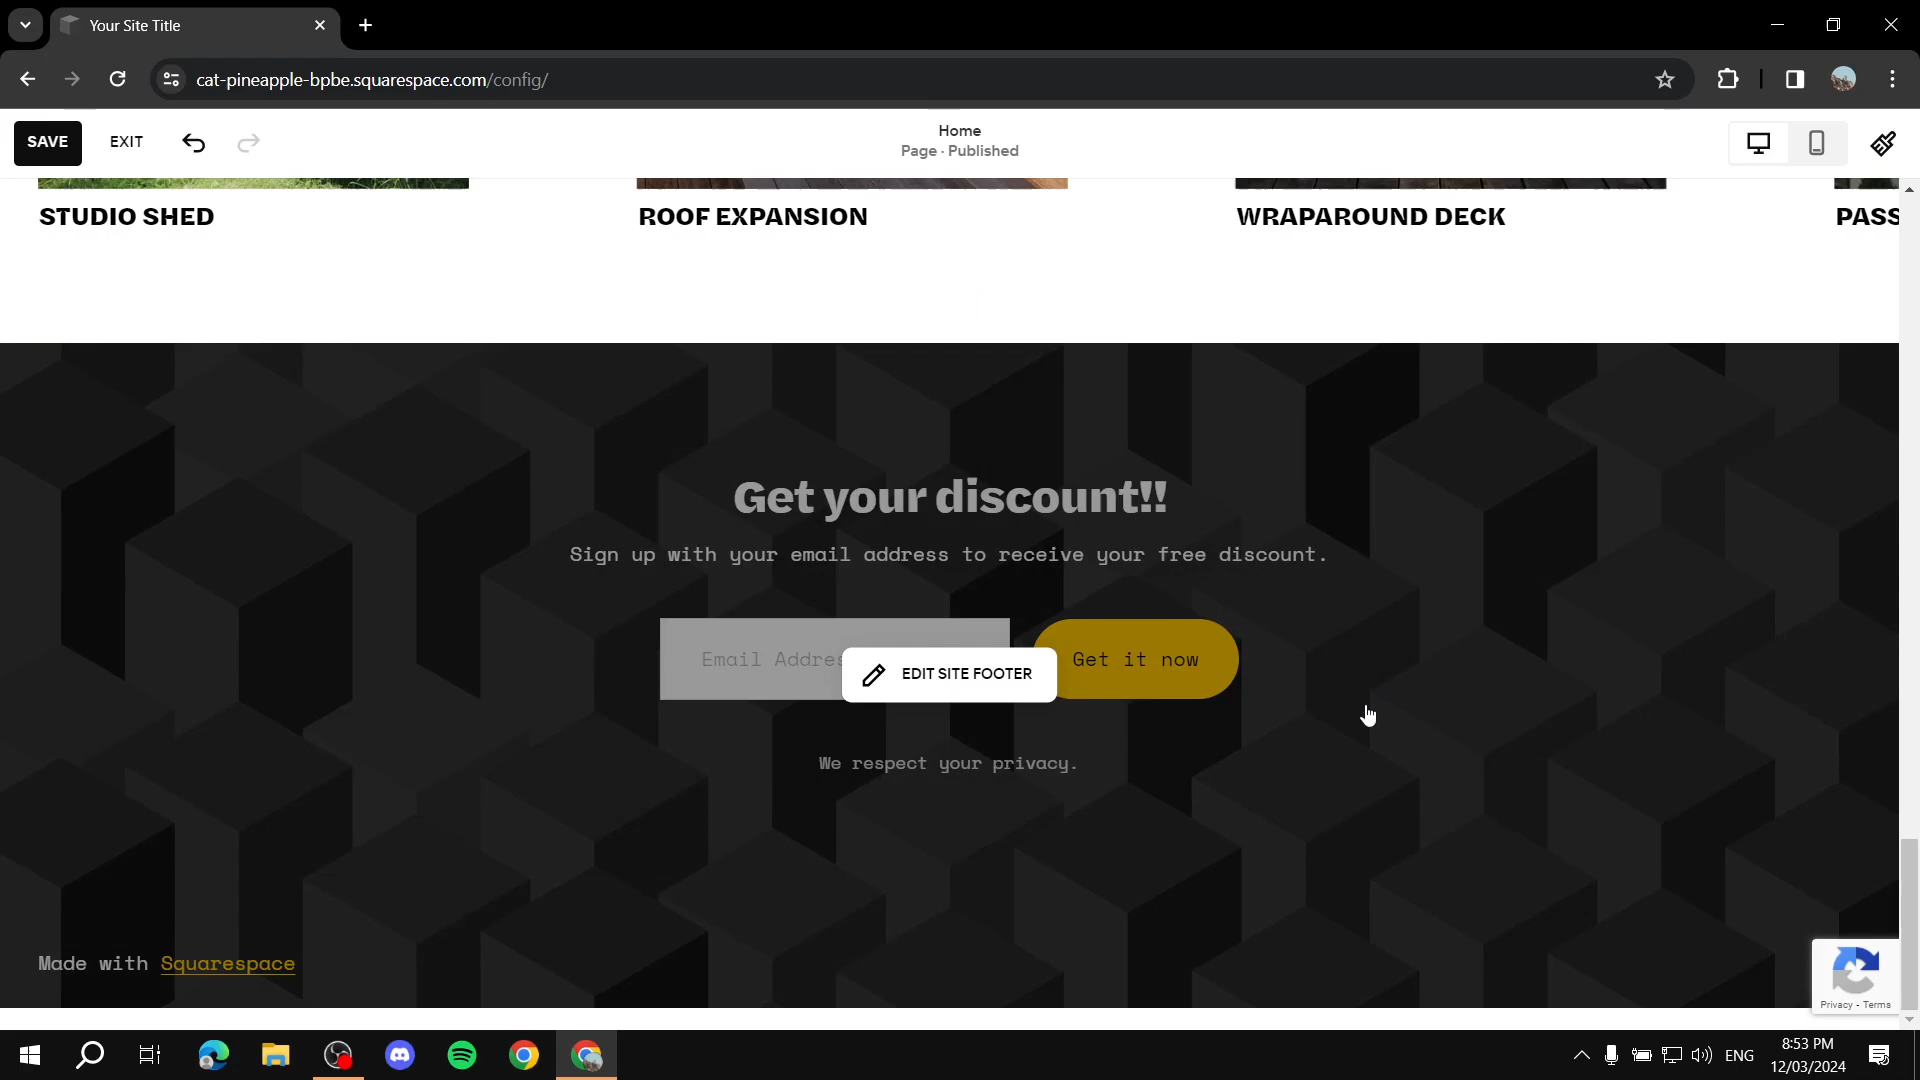 Your Site Title
cat-pineapple-bpbe.squarespace.com/config/
SAVE
EXIT
Home
Page · Published
STUDIO SHED
ROOF EXPANSION
WRAPAROUND DECK
PASS
Get your discount!!
Sign up with your email address to receive your free discount.
Email Addres
Get it now
EDIT SITE FOOTER
We respect your privacy.
Made with Squarespace
Privacy - Terms
ENG
8:53 PM
12/03/2024